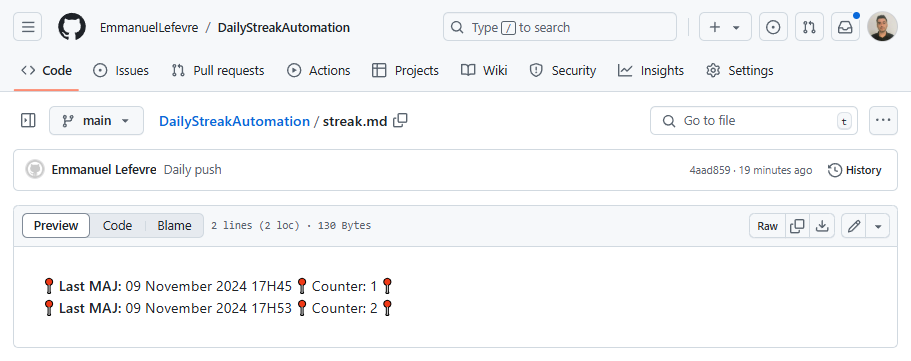 EmmanuelLefevre / DailyStreakAutomation
Type / to search
Code Issues Pull requests Actions Projects Wiki Security Insights Settings
main DailyStreakAutomation / streak.md Go to file t
Emmanuel Lefevre Daily push 4aad859 · 19 minutes ago History
Preview Code Blame 2 lines (2 loc) · 130 Bytes Raw
📍 Last MAJ: 09 November 2024 17H45 📍 Counter: 1 📍
📍 Last MAJ: 09 November 2024 17H53 📍 Counter: 2 📍